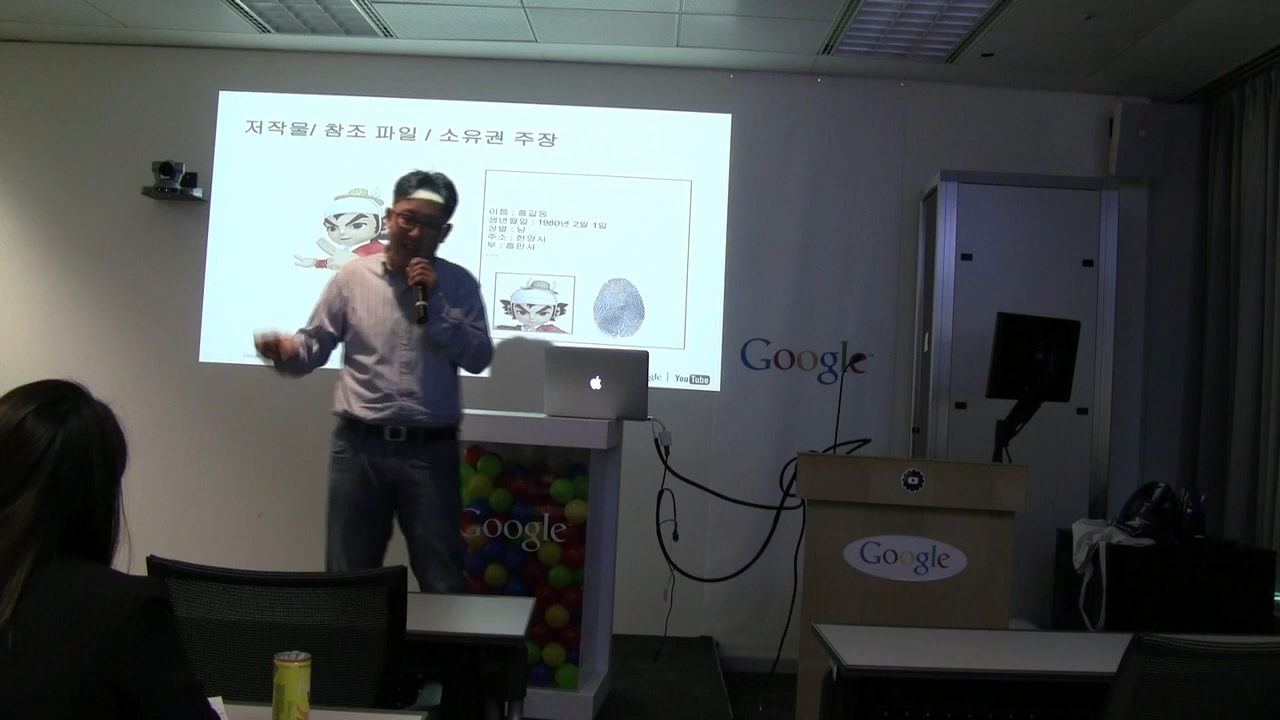 저작물/ 참조 파일 / 소유권 주장
이름 : 홍길동
생년월일 : 1980년 2월 1일
성별 : 남
주소 : 한양시
부 : 홍판서
....
YouTube
Google
Google
Google